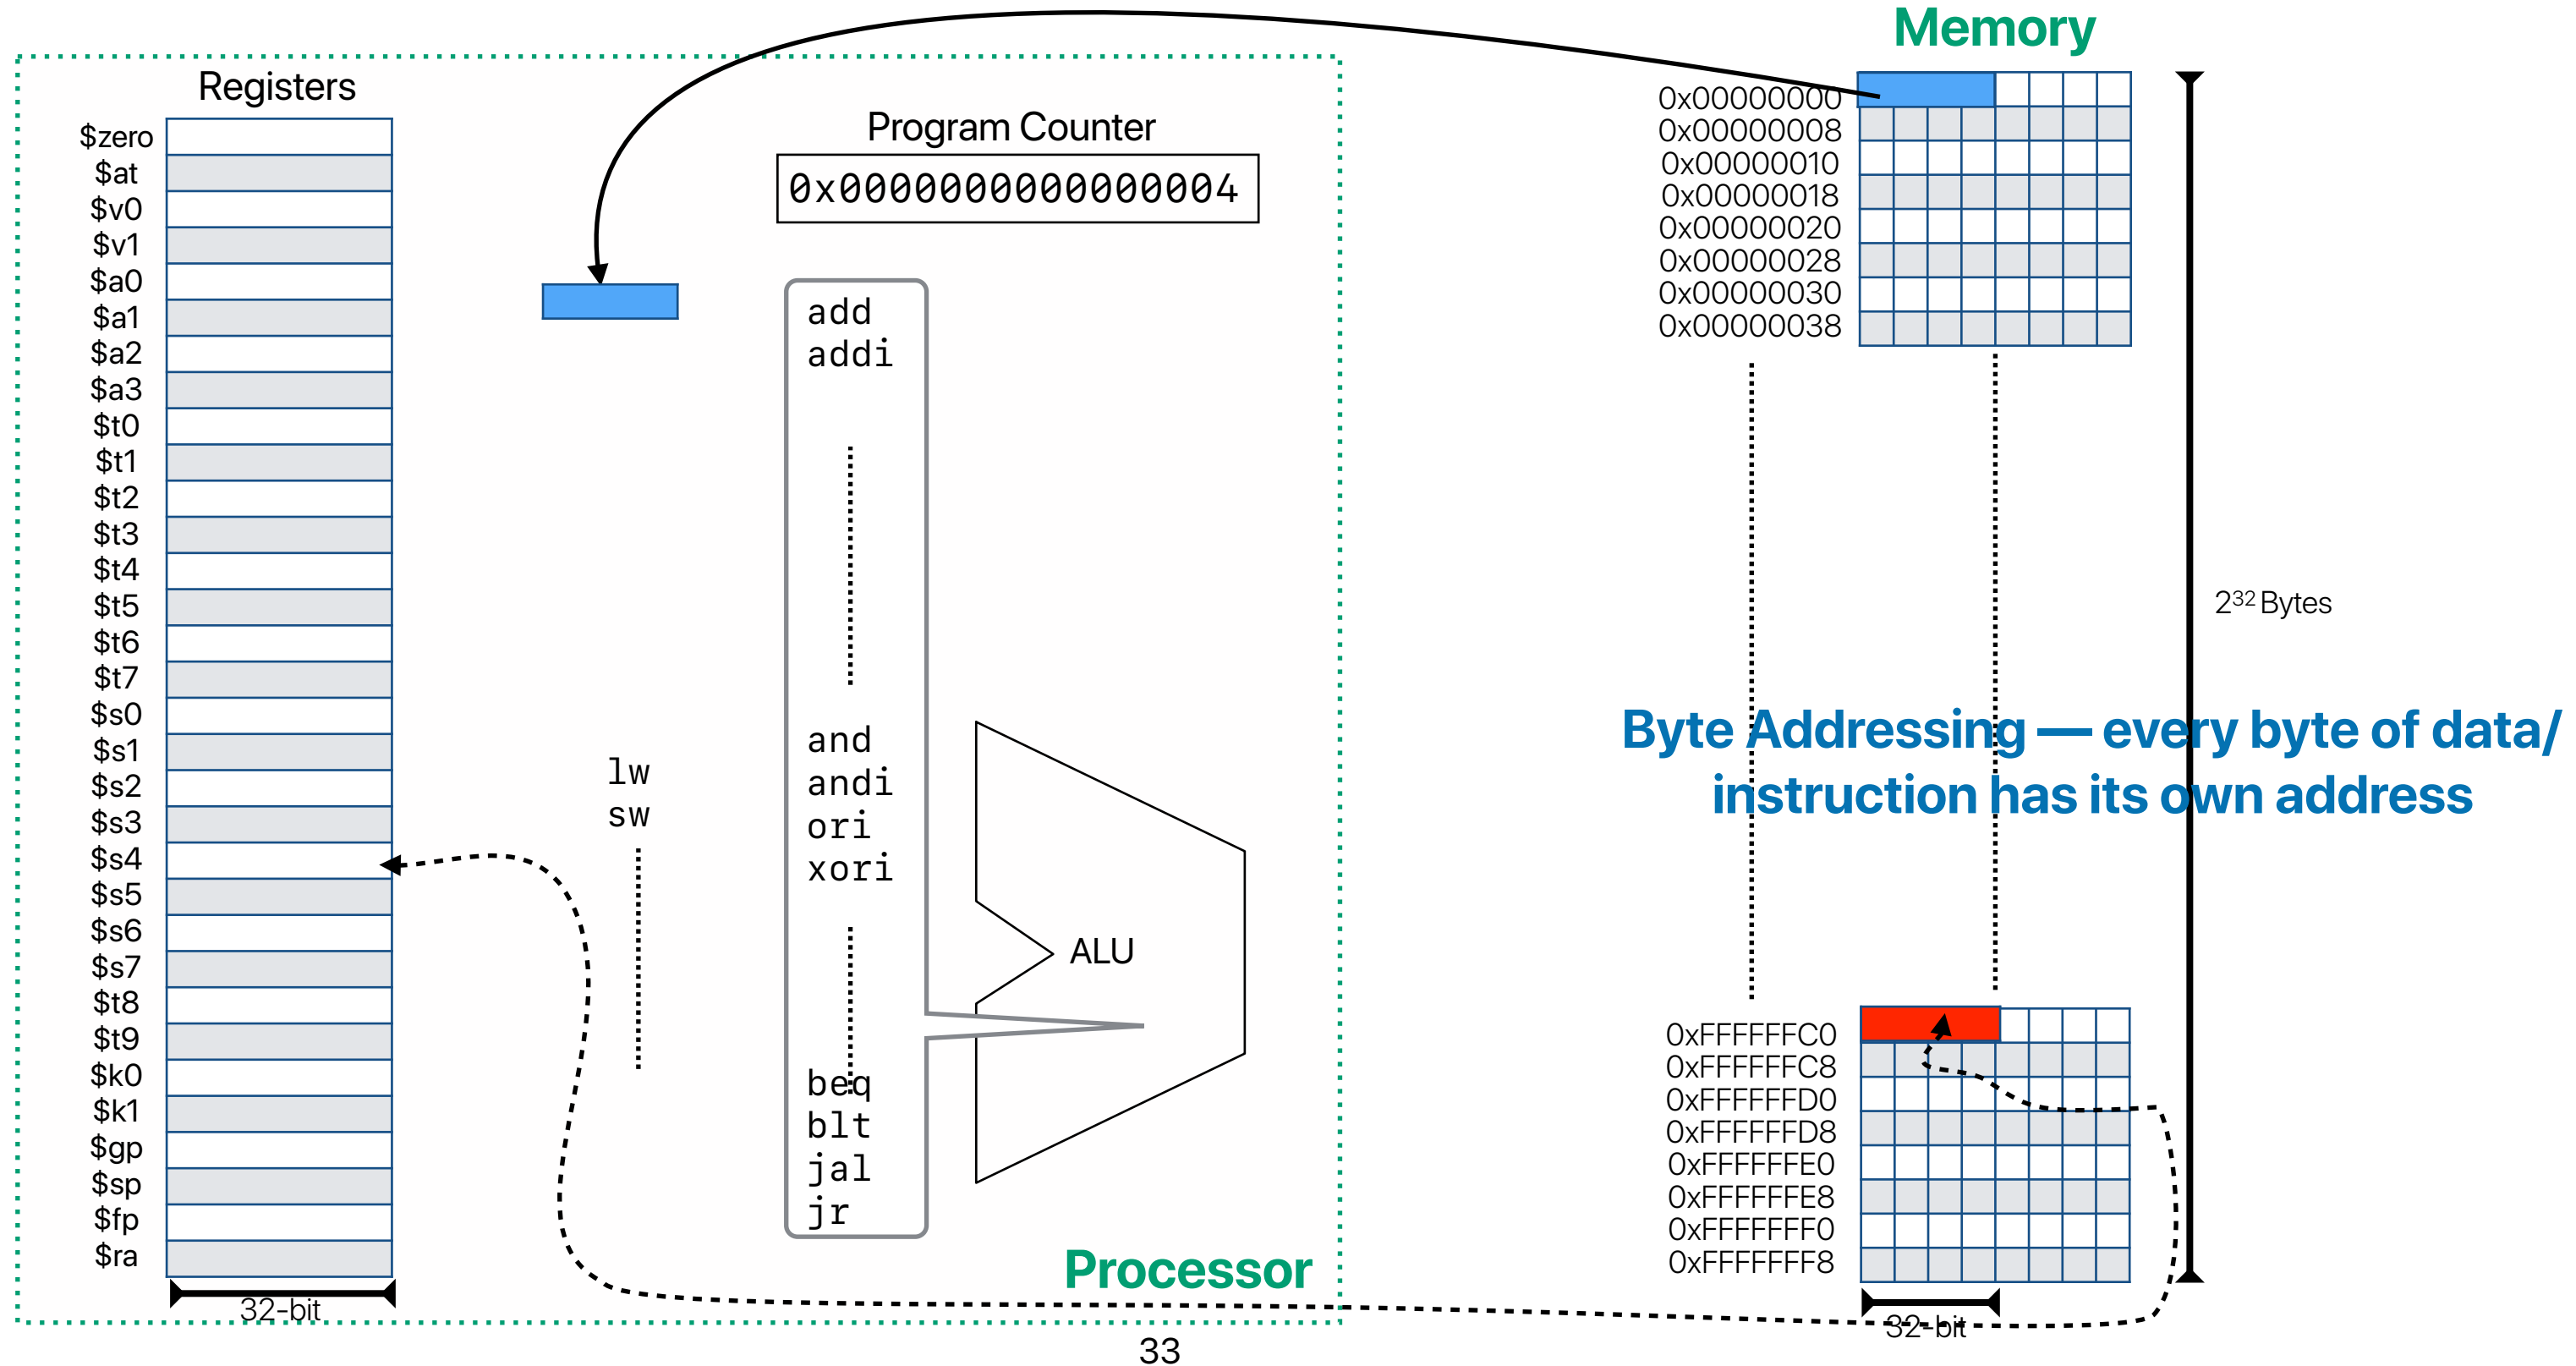 Memory
Registers
$zero
$at
$v0
$v1
$a0
$a1
$a2
$a3
$t0
$t1
$t2
$t3
$t4
$t5
$t6
$t7
$s0
$s1
$s2
$s3
$s4
$s5
$s6
$s7
$t8
$t9
$k0
$k1
$gp
$sp
$fp
$ra
32-bit
lw
sw
Program Counter
0x0000000000000004
add
addi
and
andi
ori
xori
beq
blt
jal
jr
ALU
Processor
0x00000000
0x00000008
0x00000010
0x00000018
0x00000020
0x00000028
0x00000030
0x00000038
2³² Bytes
Byte Addressing — every byte of data/
instruction has its own address
0xFFFFFFC0
0xFFFFFFC8
0xFFFFFFD0
0xFFFFFFD8
0xFFFFFFE0
0xFFFFFFE8
0xFFFFFFF0
0xFFFFFFF8
32-bit
33